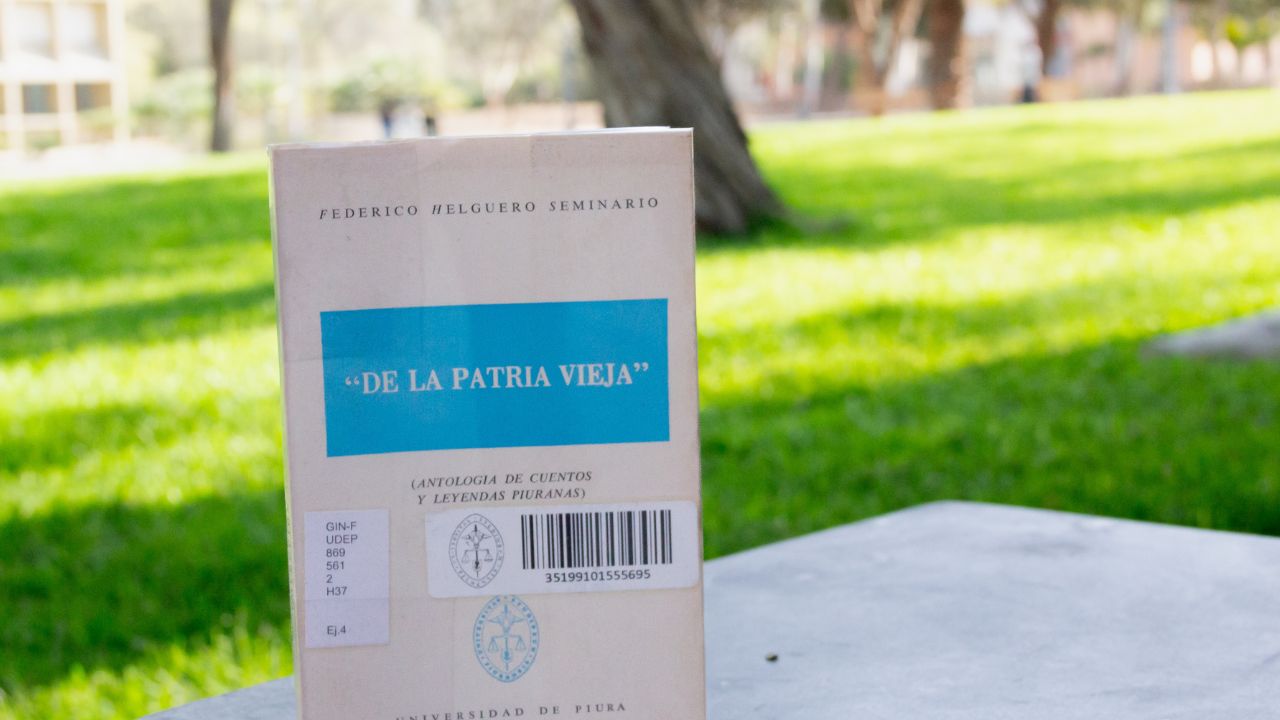 FEDERICO HELGUERO SEMINARIO
“DE LA PATRIA VIEJA”
(ANTOLOGIA DE CUENTOS
Y LEYENDAS PIURANAS)
GIN-F
UDEP
869
561
2
H37
Ej.4
35199101555695
UNIVERSIDAD DE PIURA